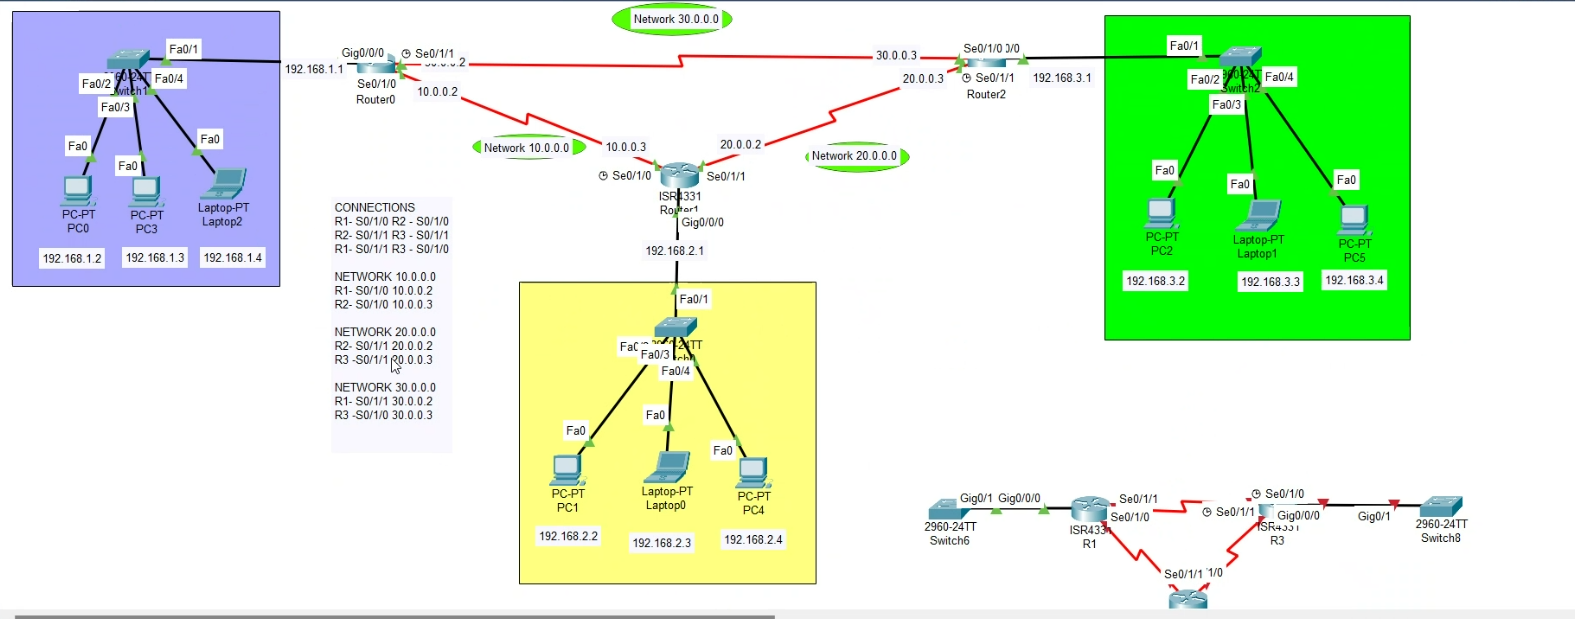 Network 30.0.0.0
Fa0/1
Fa0/2
Fa0/4
Switch1
Fa0/3
Fa0
Fa0
Fa0
PC-PT
PC0
PC-PT
PC3
Laptop-PT
Laptop2
192.168.1.2
192.168.1.3
192.168.1.4
192.168.1.1
Gig0/0/0
Se0/1/1
Se0/1/0
Router0
10.0.0.2
30.0.0.3
20.0.0.3
Se0/1/0
Se0/1/1
Router2
192.168.3.1
Network 10.0.0.0
10.0.0.3
20.0.0.2
Network 20.0.0.0
Se0/1/0
Se0/1/1
ISR4331
Router1
Gig0/0/0
192.168.2.1
Fa0/1
Fa0/2
Fa0/4
Switch2
Fa0/3
Fa0
Fa0
Fa0
PC-PT
PC2
Laptop-PT
Laptop1
PC-PT
PC5
192.168.3.2
192.168.3.3
192.168.3.4
CONNECTIONS
R1- S0/1/0 R2 - S0/1/0
R2- S0/1/1 R3 - S0/1/1
R1- S0/1/1 R3 - S0/1/0
NETWORK 10.0.0.0
R1- S0/1/0 10.0.0.2
R2- S0/1/0 10.0.0.3
NETWORK 20.0.0.0
R2- S0/1/1 20.0.0.2
R3 -S0/1/1 20.0.0.3
NETWORK 30.0.0.0
R1- S0/1/1 30.0.0.2
R3 -S0/1/0 30.0.0.3
Fa0/1
Fa0/3
Fa0/4
Fa0
Fa0
Fa0
PC-PT
PC1
Laptop-PT
Laptop0
PC-PT
PC4
192.168.2.2
192.168.2.3
192.168.2.4
Gig0/1
Gig0/0/0
Se0/1/1
Se0/1/0
2960-24TT
Switch6
ISR4331
R1
Se0/1/0
Se0/1/1
Gig0/0/0
ISR4331
R3
Gig0/1
2960-24TT
Switch8
Se0/1/1